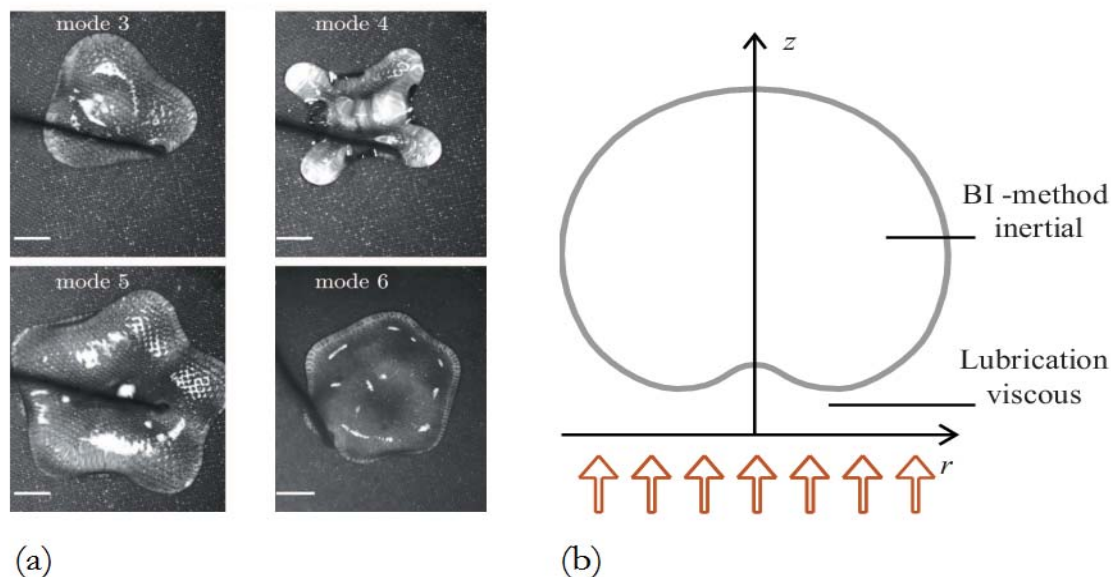 mode 3
mode 4
mode 5
mode 6
(a)
z
BI -method
inertial
Lubrication
viscous
r
(b)